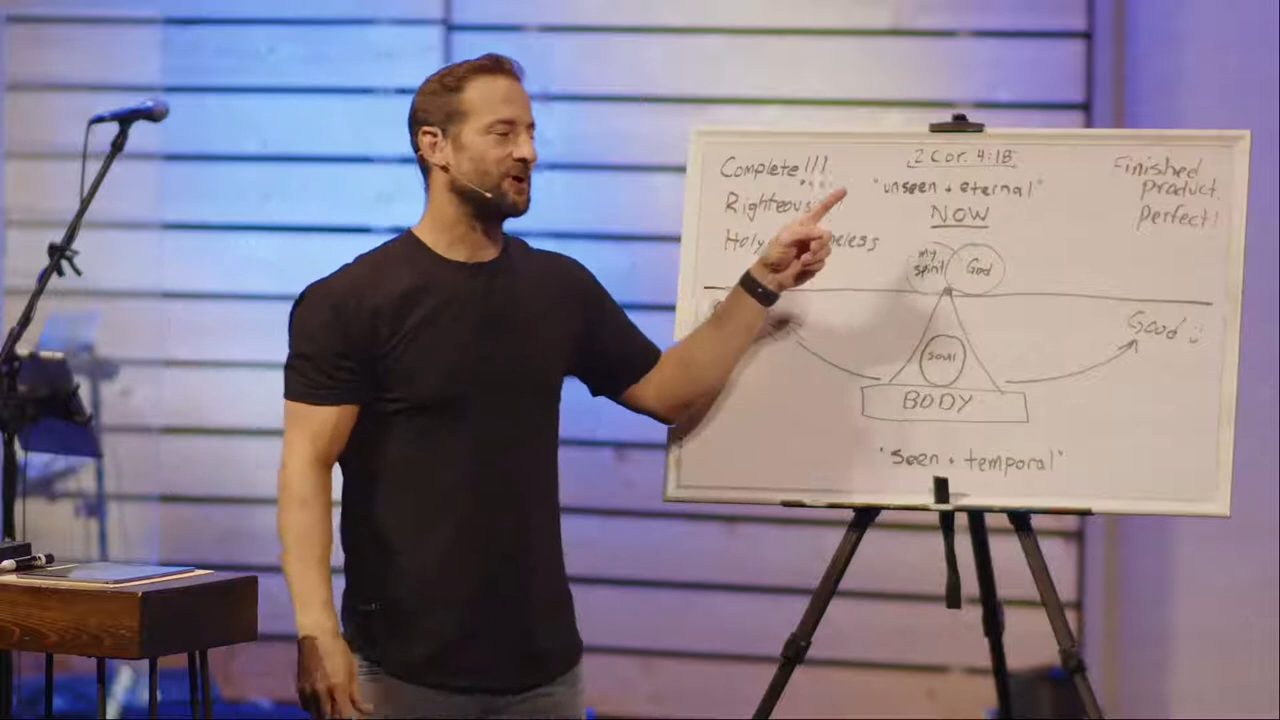 Complete!!!
Righteous
Holy
2 Cor. 4:18
"unseen + eternal"
NOW
Finished
Product.
Perfect!
my
spirit
God
soul
BODY
Good :)
"Seen + temporal"